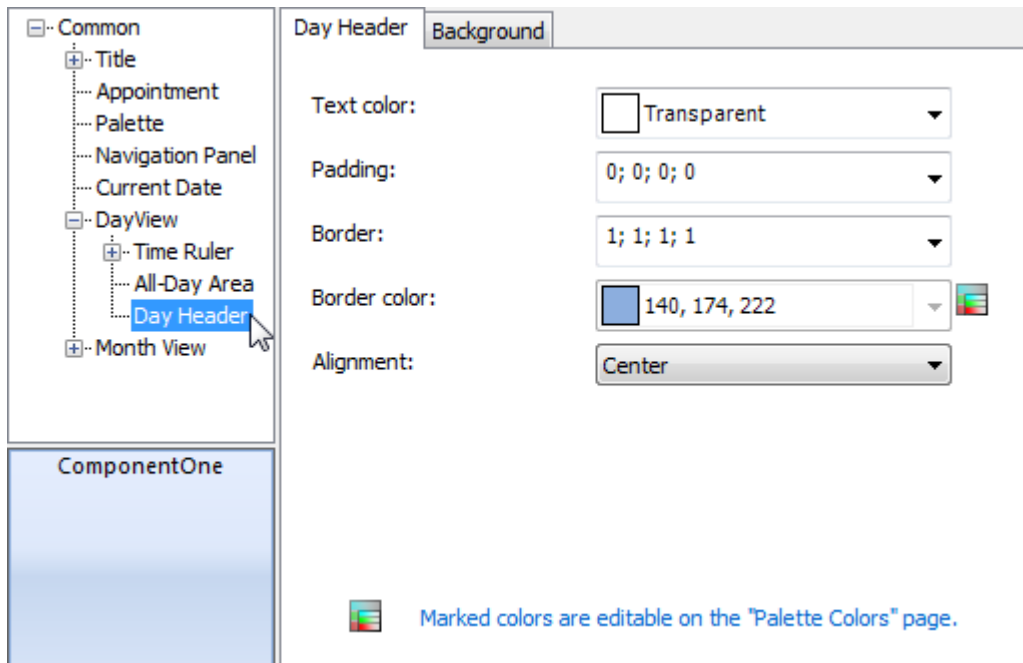 Common
Title
Appointment
Palette
Navigation Panel
Current Date
DayView
Time Ruler
All-Day Area
Day Header
Month View
ComponentOne
Day Header
Background
Text color:
Transparent
Padding:
0; 0; 0; 0
Border:
1; 1; 1; 1
Border color:
140, 174, 222
Alignment:
Center
Marked colors are editable on the "Palette Colors" page.